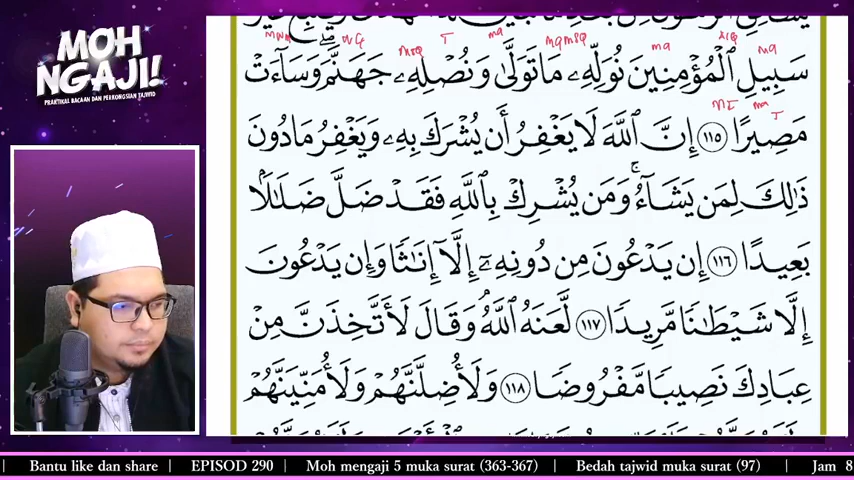 MOH
NGAJI!
PRAKTIKAL BACAAN DAN PERKONGSIAN TAJWID
سَبِيلِ ٱلْمُؤْمِنِينَ نُوَلِّهِۦ مَا تَوَلَّىٰ وَنُصْلِهِۦ جَهَنَّمَ ۖ وَسَآءَتْ
مَصِيرًا ١١٥ إِنَّ ٱللَّهَ لَا يَغْفِرُ أَن يُشْرَكَ بِهِۦ وَيَغْفِرُ مَا دُونَ
ذَٰلِكَ لِمَن يَشَآءُ ۚ وَمَن يُشْرِكْ بِٱللَّهِ فَقَدْ ضَلَّ ضَلَـٰلًۢا
بَعِيدًا ١١٦ إِن يَدْعُونَ مِن دُونِهِۦٓ إِلَّآ إِنَـٰثًا وَإِن يَدْعُونَ
إِلَّا شَيْطَـٰنًا مَّرِيدًا ١١٧ لَّعَنَهُ ٱللَّهُ ۘ وَقَالَ لَأَتَّخِذَنَّ مِنْ
عِبَادِكَ نَصِيبًا مَّفْرُوضًا ١١٨ وَلَأُضِلَّنَّهُمْ وَلَأُمَنِّيَنَّهُمْ
| Bantu like dan share | EPISOD 290 | Moh mengaji 5 muka surat (363-367) | Bedah tajwid muka surat (97) | Jam 8